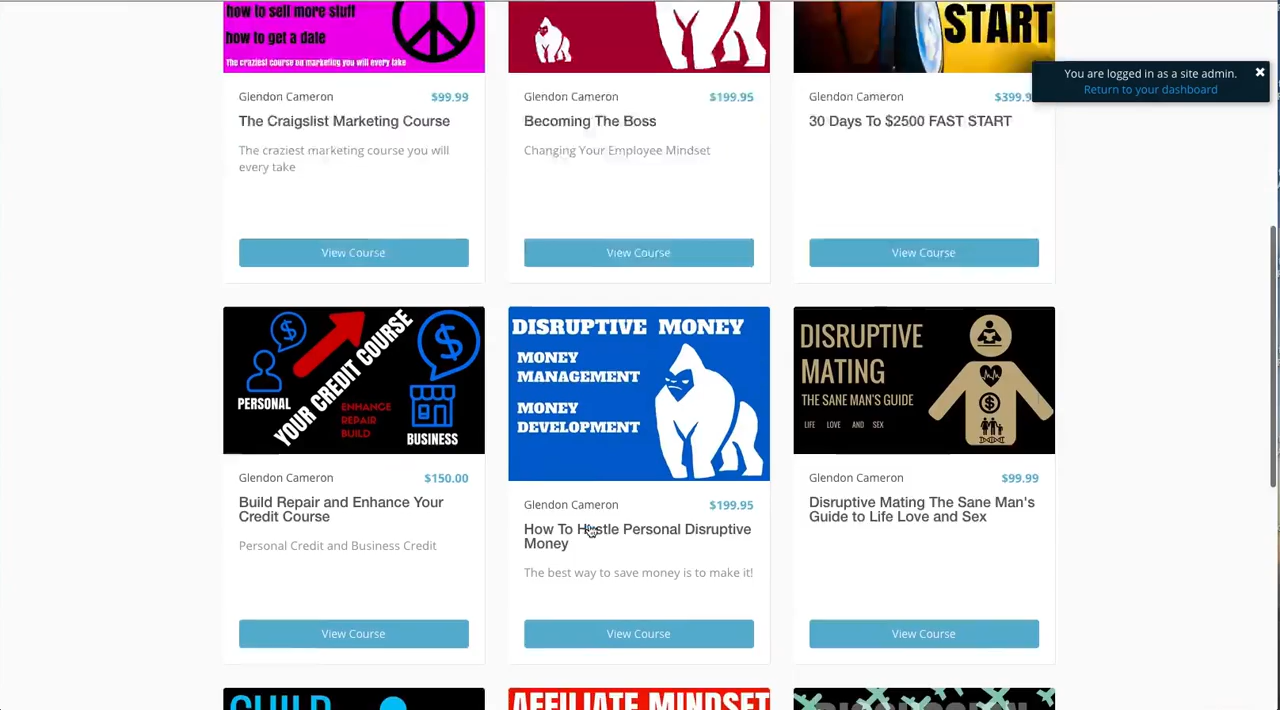 how to sell more stuff
how to get a date
The craziest course on marketing you will every take
START
You are logged in as a site admin.
Return to your dashboard
Glendon Cameron $99.99
The Craigslist Marketing Course
The craziest marketing course you will
every take
View Course
Glendon Cameron $199.95
Becoming The Boss
Changing Your Employee Mindset
View Course
Glendon Cameron $399.9
30 Days To $2500 FAST START
View Course
PERSONAL
YOUR CREDIT COURSE
ENHANCE
REPAIR
BUILD
BUSINESS
Glendon Cameron $150.00
Build Repair and Enhance Your
Credit Course
Personal Credit and Business Credit
View Course
DISRUPTIVE MONEY
MONEY
MANAGEMENT
MONEY
DEVELOPMENT
Glendon Cameron $199.95
How To Hustle Personal Disruptive
Money
The best way to save money is to make it!
View Course
DISRUPTIVE
MATING
THE SANE MAN'S GUIDE
LIFE LOVE AND SEX
Glendon Cameron $99.99
Disruptive Mating The Sane Man's
Guide to Life Love and Sex
View Course
GUILD
AFFILIATE MINDSET